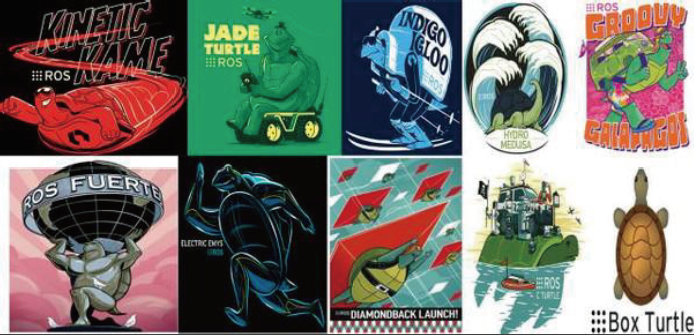 KINETIC
KAME
ROS
JADE
TURTLE
ROS
INDIGO
IGLOO
ROS
HYDRO
MEDUSA
ROS
GROOVY
GALAPAGOS
ROS FUERTE
ELECTRIC EMYS
ROS
DIAMONDBACK LAUNCH!
ROS
C TURTLE
Box Turtle